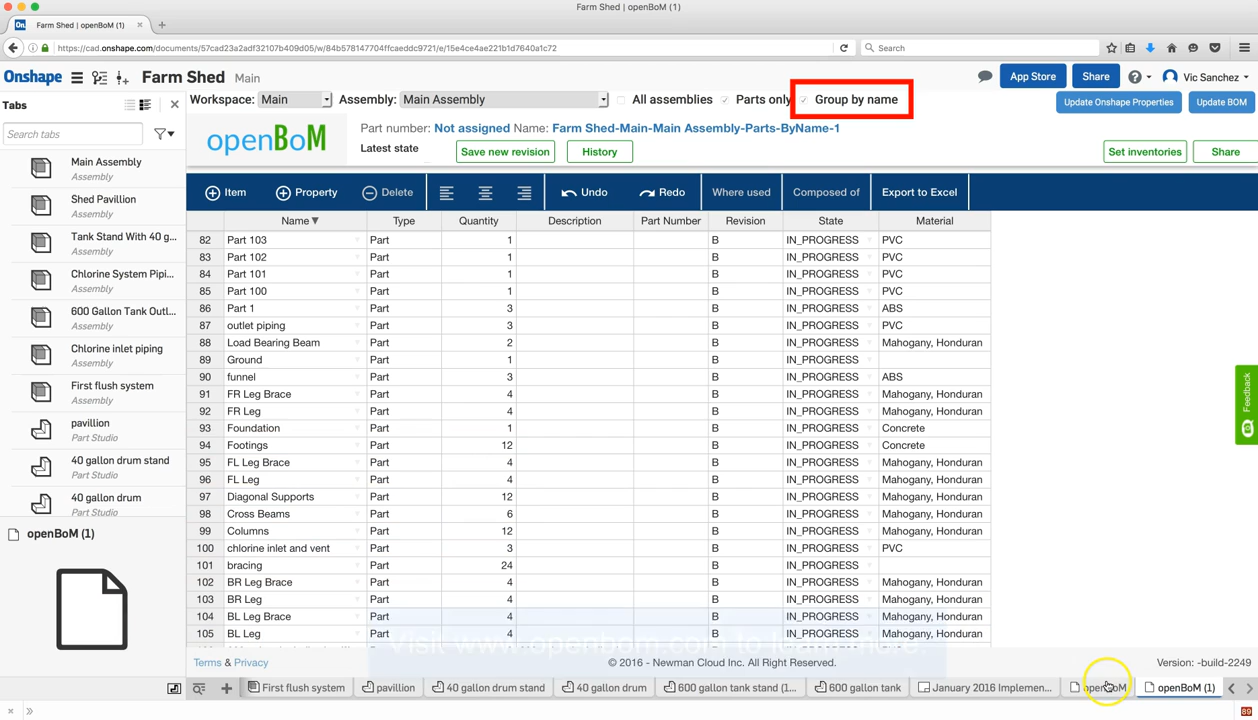 Farm Shed | openBoM (1)
On. Farm Shed | openBoM (1) × +
https://cad.onshape.com/documents/57cad23a2adf32107b409d05/w/84b578147704ffcaeddc9721/e/15e4ce4ae221b1d7640a1c72 Search
Onshape Farm Shed Main App Store Share Vic Sanchez
Tabs Workspace: Main Assembly: Main Assembly All assemblies Parts only Group by name Update Onshape Properties Update BOM
Search tabs openBoM Part number: Not assigned Name: Farm Shed-Main-Main Assembly-Parts-ByName-1
Latest state Save new revision History Set inventories Share
Item Property Delete Undo Redo Where used Composed of Export to Excel
Name Type Quantity Description Part Number Revision State Material
82 Part 103 Part 1 B IN_PROGRESS PVC
83 Part 102 Part 1 B IN_PROGRESS PVC
84 Part 101 Part 1 B IN_PROGRESS PVC
85 Part 100 Part 1 B IN_PROGRESS PVC
86 Part 1 Part 3 B IN_PROGRESS ABS
87 outlet piping Part 3 B IN_PROGRESS PVC
88 Load Bearing Beam Part 2 B IN_PROGRESS Mahogany, Honduran
89 Ground Part 1 B IN_PROGRESS
90 funnel Part 3 B IN_PROGRESS ABS
91 FR Leg Brace Part 4 B IN_PROGRESS Mahogany, Honduran
92 FR Leg Part 4 B IN_PROGRESS Mahogany, Honduran
93 Foundation Part 1 B IN_PROGRESS Concrete
94 Footings Part 12 B IN_PROGRESS Concrete
95 FL Leg Brace Part 4 B IN_PROGRESS Mahogany, Honduran
96 FL Leg Part 4 B IN_PROGRESS Mahogany, Honduran
97 Diagonal Supports Part 12 B IN_PROGRESS Mahogany, Honduran
98 Cross Beams Part 6 B IN_PROGRESS Mahogany, Honduran
99 Columns Part 12 B IN_PROGRESS Mahogany, Honduran
100 chlorine inlet and vent Part 3 B IN_PROGRESS PVC
101 bracing Part 24 B IN_PROGRESS
102 BR Leg Brace Part 4 B IN_PROGRESS Mahogany, Honduran
103 BR Leg Part 4 B IN_PROGRESS Mahogany, Honduran
104 BL Leg Brace Part 4 B IN_PROGRESS Mahogany, Honduran
105 BL Leg Part 4 B IN_PROGRESS Mahogany, Honduran
Main Assembly
Assembly
Shed Pavillion
Assembly
Tank Stand With 40 g...
Assembly
Chlorine System Pipi...
Assembly
600 Gallon Tank Outl...
Assembly
Chlorine inlet piping
Assembly
First flush system
Assembly
pavillion
Part Studio
40 gallon drum stand
Part Studio
40 gallon drum
Part Studio
openBoM (1)
Feedback
Visit www.openbom.com to learn more.
Terms & Privacy © 2016 - Newman Cloud Inc. All Right Reserved. Version: -build-2249
First flush system pavillion 40 gallon drum stand 40 gallon drum 600 gallon tank stand (1... 600 gallon tank January 2016 Implemen... openBoM openBoM (1)
× » 89